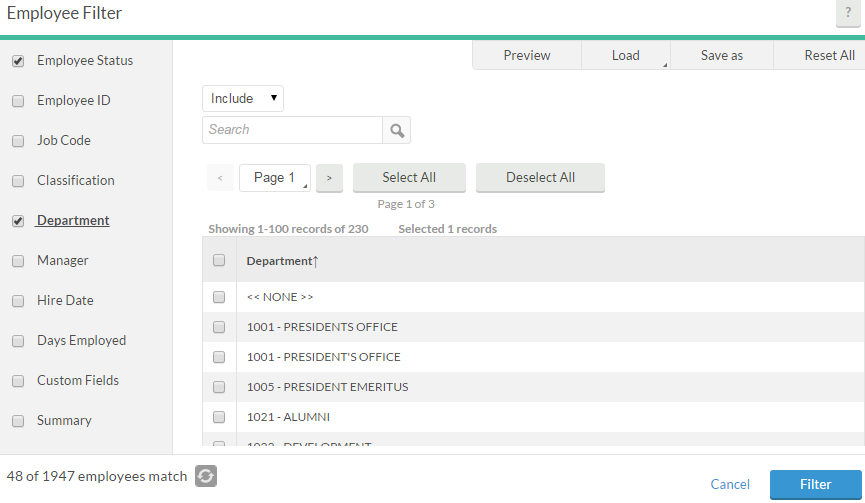 Employee Filter
?
Employee Status
Employee ID
Job Code
Classification
Department
Manager
Hire Date
Days Employed
Custom Fields
Summary
Preview Load Save as Reset All
Include
Search
< Page 1 > Select All Deselect All
Page 1 of 3
Showing 1-100 records of 230 Selected 1 records
Department↑
<< NONE >>
1001 - PRESIDENTS OFFICE
1001 - PRESIDENT'S OFFICE
1005 - PRESIDENT EMERITUS
1021 - ALUMNI
48 of 1947 employees match
Cancel Filter